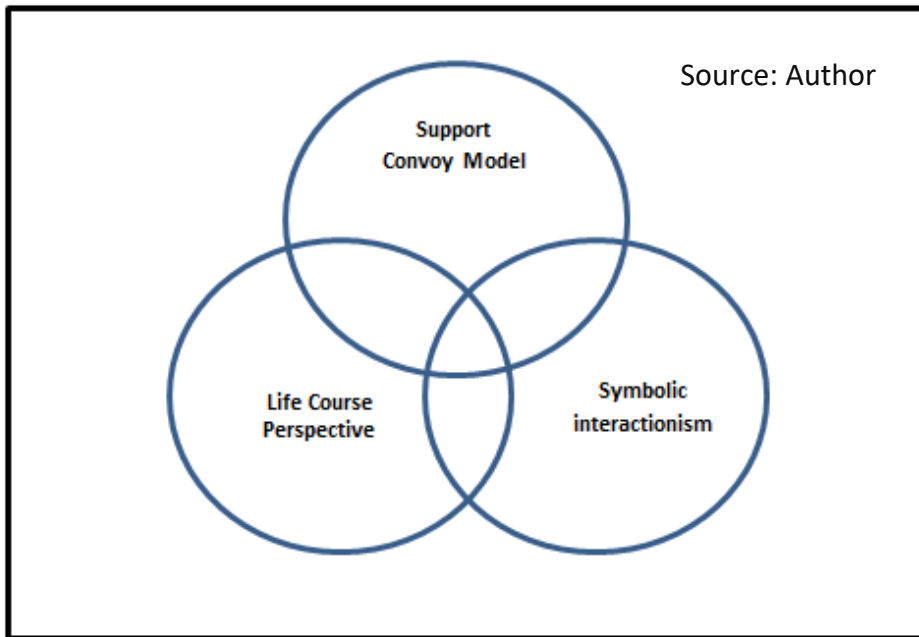 Source: Author
Support
Convoy Model
Life Course
Perspective
Symbolic
interactionism